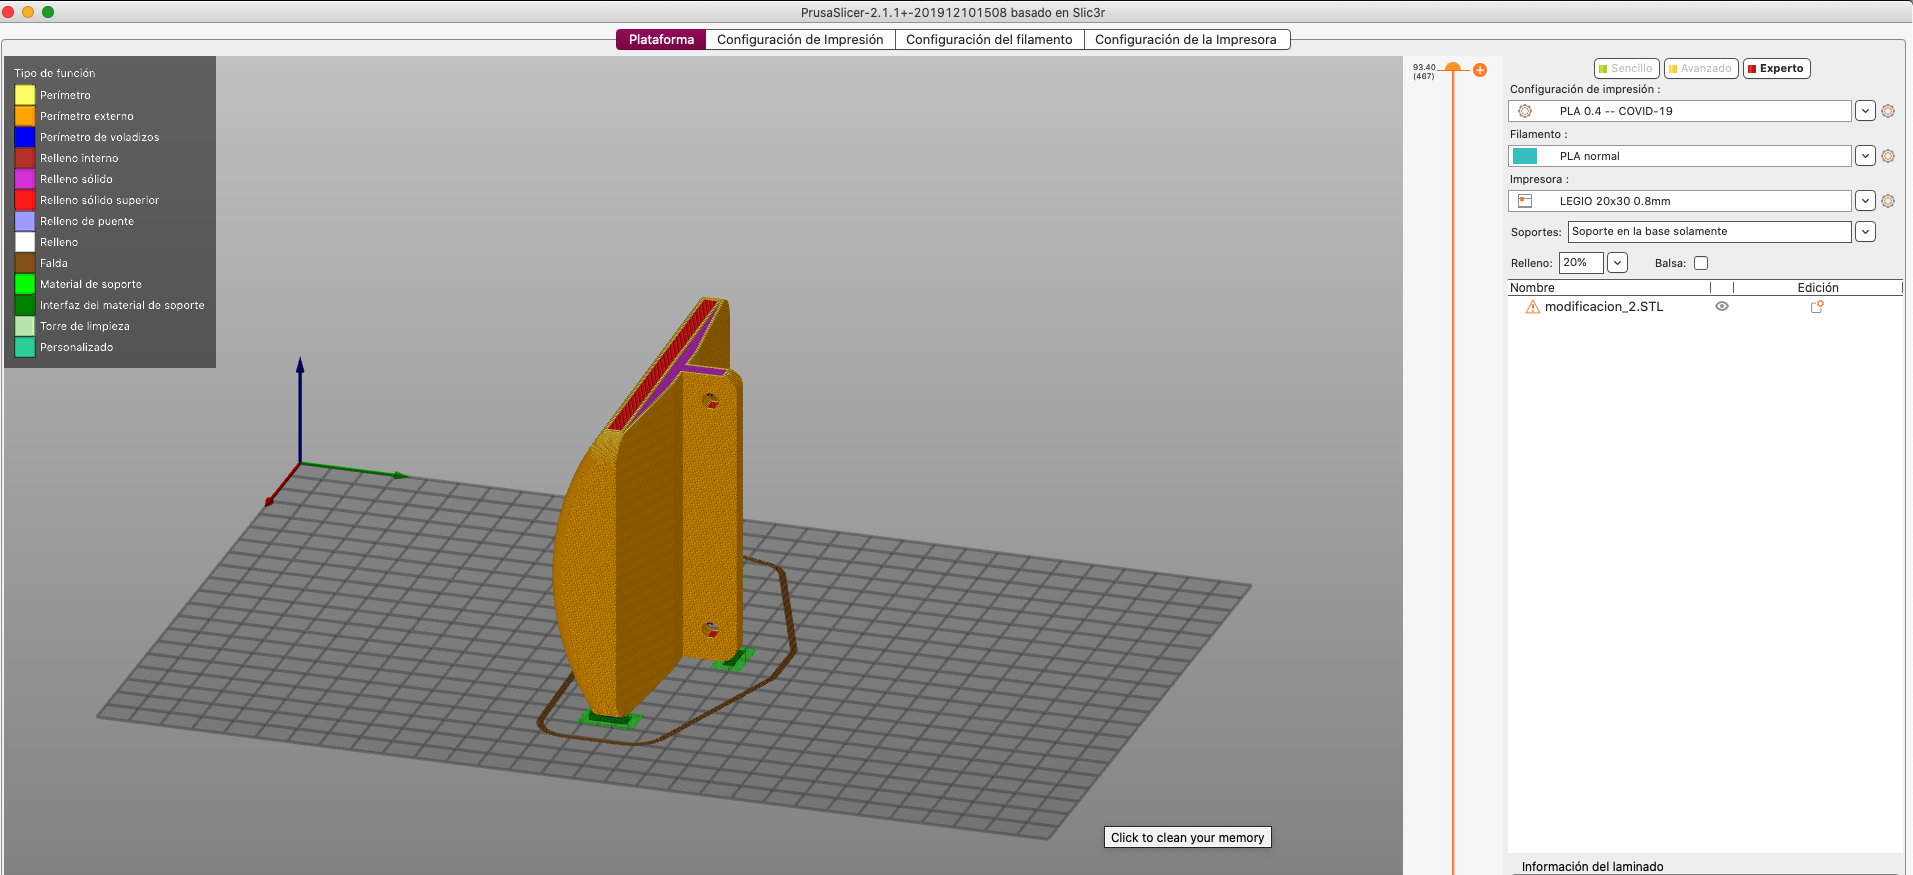 PrusaSlicer-2.1.1+-201912101508 basado en Slic3r
Plataforma
Configuración de Impresión
Configuración del filamento
Configuración de la Impresora
Tipo de función
Perímetro
Perímetro externo
Perímetro de voladizos
Relleno interno
Relleno sólido
Relleno sólido superior
Relleno de puente
Relleno
Falda
Material de soporte
Interfaz del material de soporte
Torre de limpieza
Personalizado
93.40
(467)
Sencillo
Avanzado
Experto
Configuración de impresión :
PLA 0.4 -- COVID-19
Filamento :
PLA normal
Impresora :
LEGIO 20x30 0.8mm
Soportes: Soporte en la base solamente
Relleno: 20% Balsa:
Nombre Edición
modificacion_2.STL
Click to clean your memory
Información del laminado